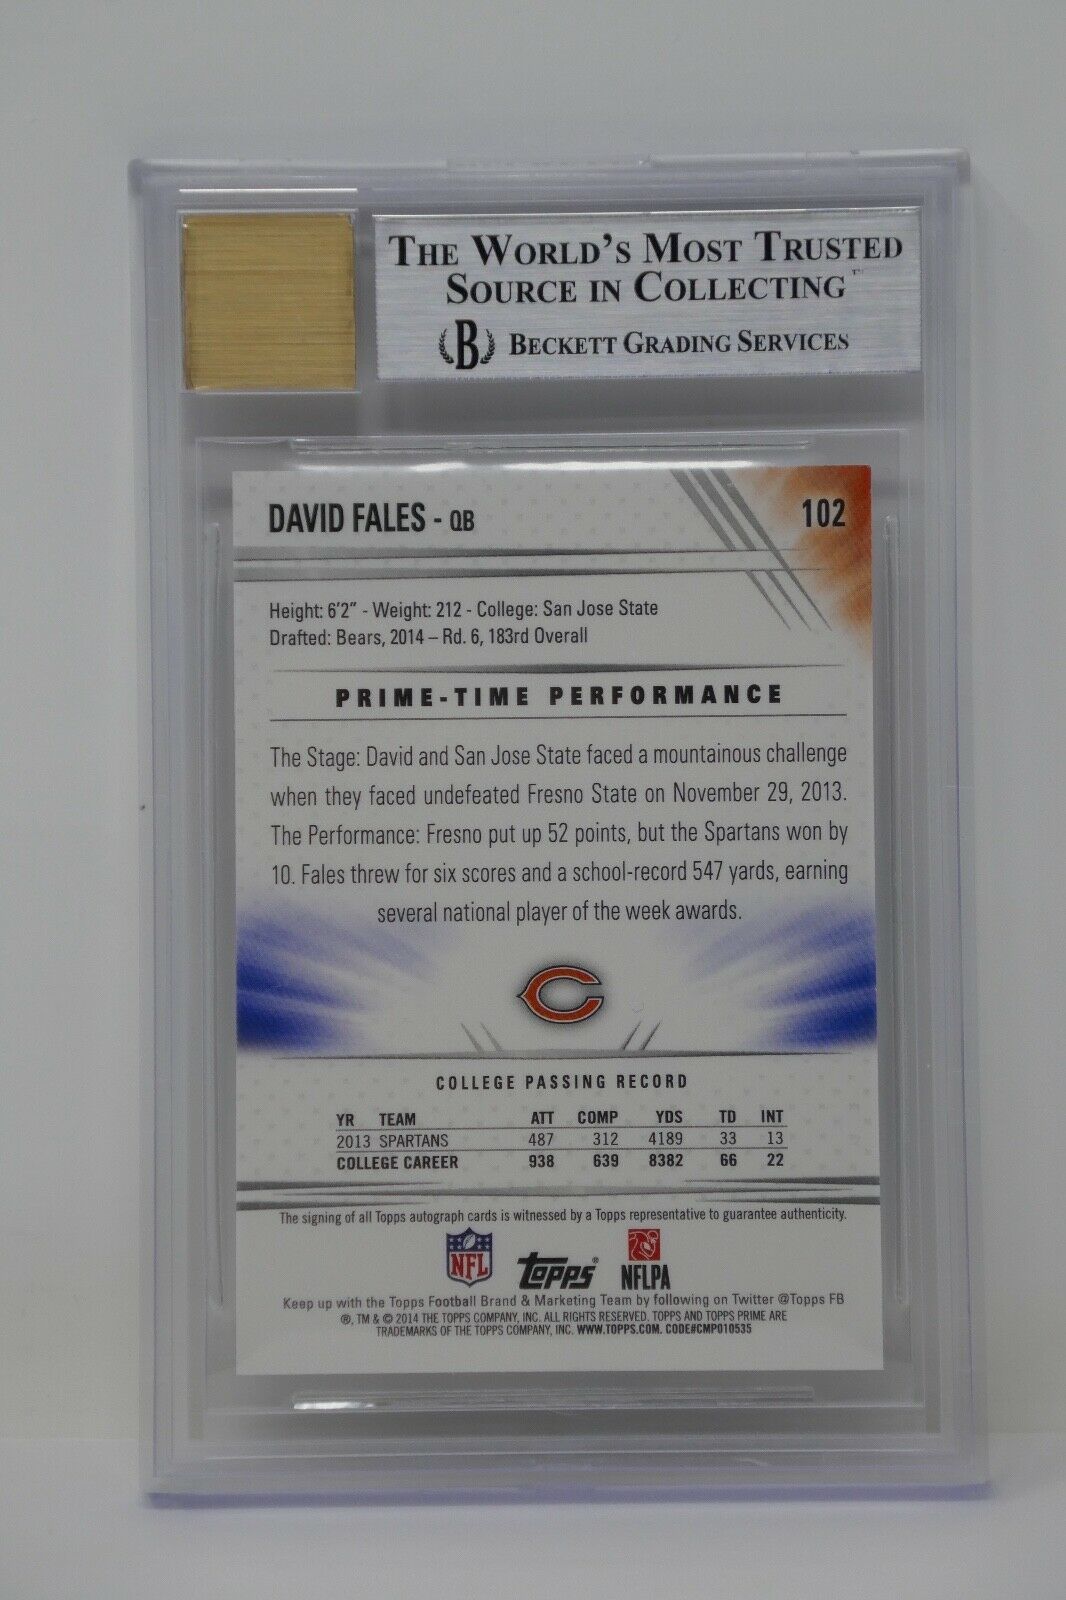 THE WORLD'S MOST TRUSTED
SOURCE IN COLLECTING™
B BECKETT GRADING SERVICES
DAVID FALES - QB
102
Height: 6'2" - Weight: 212 - College: San Jose State
Drafted: Bears, 2014 – Rd. 6, 183rd Overall
PRIME-TIME PERFORMANCE
The Stage: David and San Jose State faced a mountainous challenge
when they faced undefeated Fresno State on November 29, 2013.
The Performance: Fresno put up 52 points, but the Spartans won by
10. Fales threw for six scores and a school-record 547 yards, earning
several national player of the week awards.
C
COLLEGE PASSING RECORD
YR TEAM ATT COMP YDS TD INT
2013 SPARTANS 487 312 4189 33 13
COLLEGE CAREER 938 639 8382 66 22
The signing of all Topps autograph cards is witnessed by a Topps representative to guarantee authenticity.
NFL topps® NFLPA
Keep up with the Topps Football Brand & Marketing Team by following on Twitter @Topps FB
®, TM & © 2014 THE TOPPS COMPANY, INC. ALL RIGHTS RESERVED. TOPPS AND TOPPS PRIME ARE
TRADEMARKS OF THE TOPPS COMPANY, INC. WWW.TOPPS.COM. CODE#CMP010535